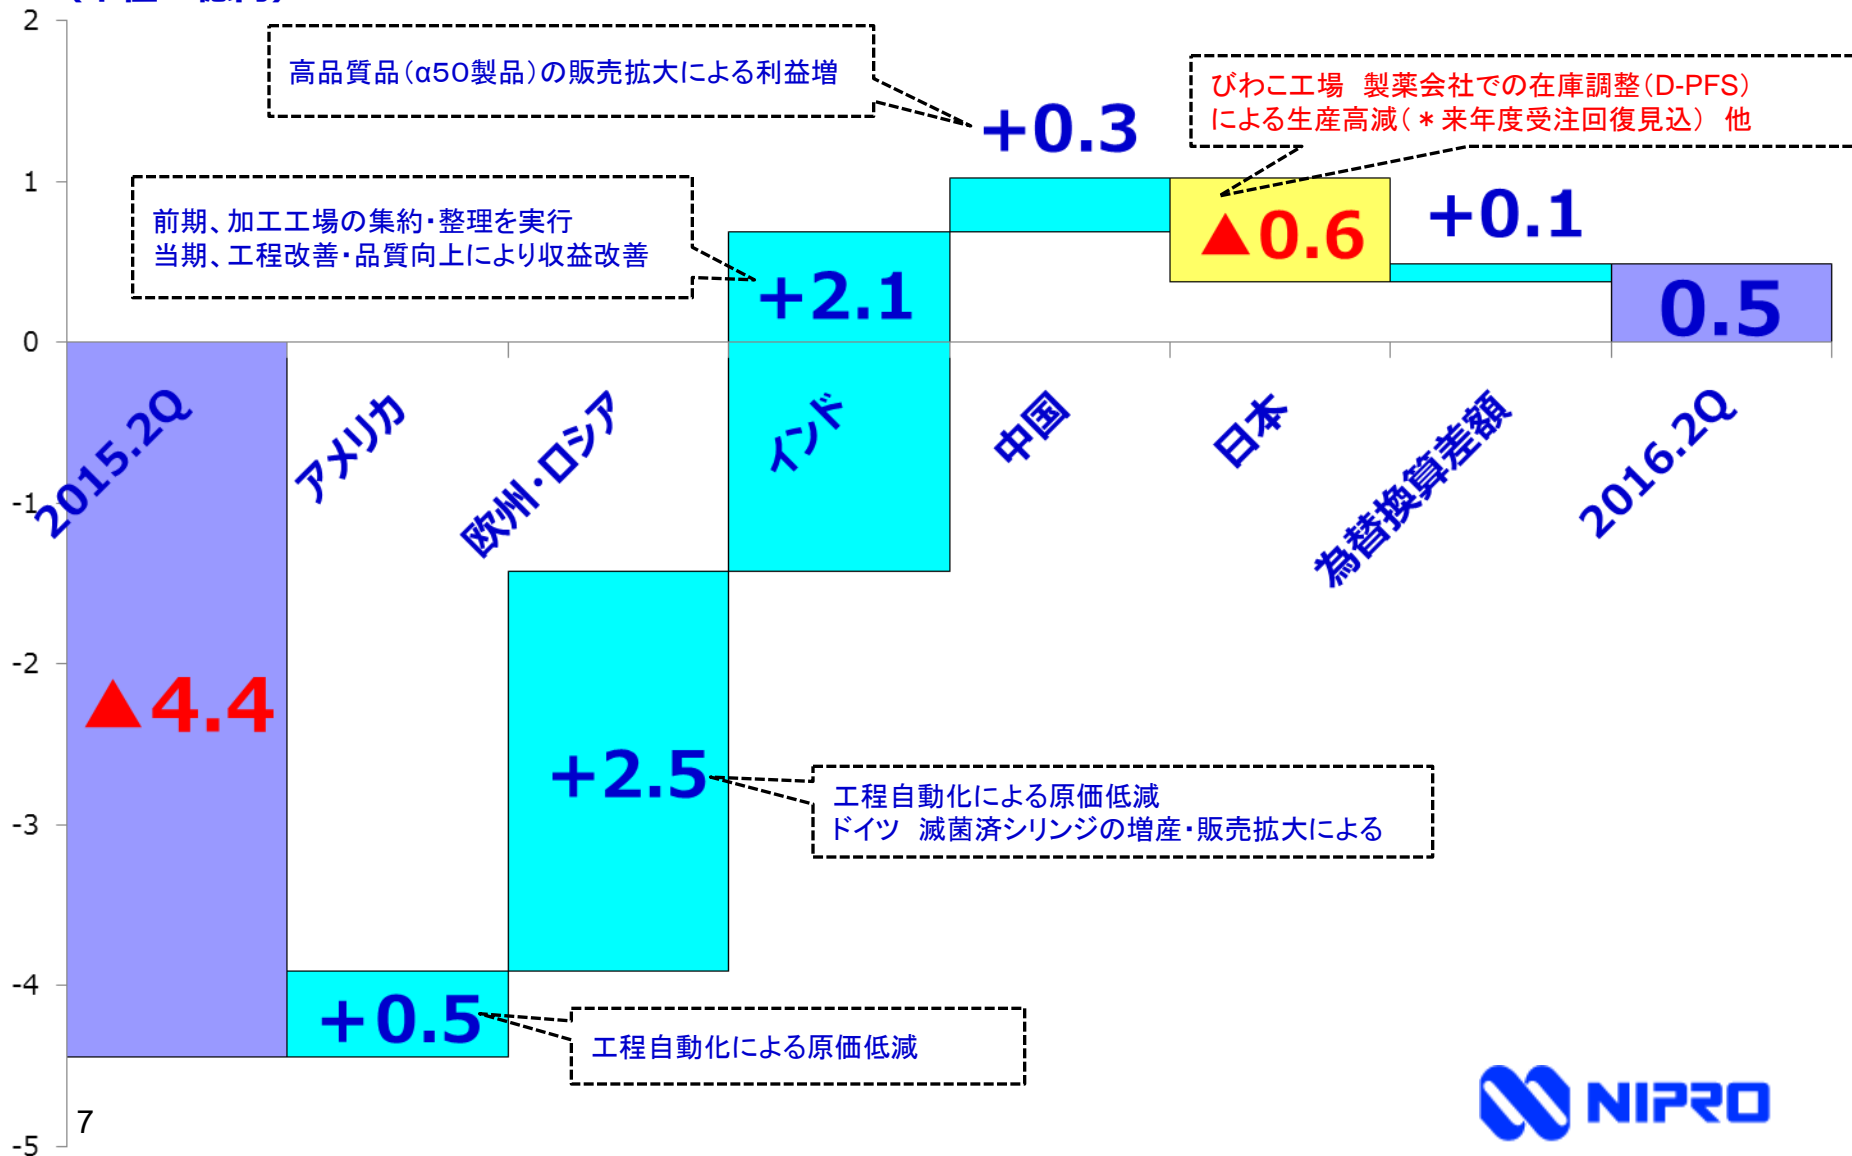 2
1
0
-1
-2
-3
-4
-5
高品質品(α50製品)の販売拡大による利益増
+0.3
びわこ工場 製薬会社での在庫調整(D-PFS)
による生産高減(*来年度受注回復見込) 他
前期、加工工場の集約・整理を実行
当期、工程改善・品質向上により収益改善
+2.1
▲0.6
+0.1
0.5
2015.2Q
アメリカ
欧州・ロシア
インド
中国
日本
為替換算差額
2016.2Q
▲4.4
+2.5
工程自動化による原価低減
ドイツ 滅菌済シリンジの増産・販売拡大による
+0.5
工程自動化による原価低減
7
NIPRO